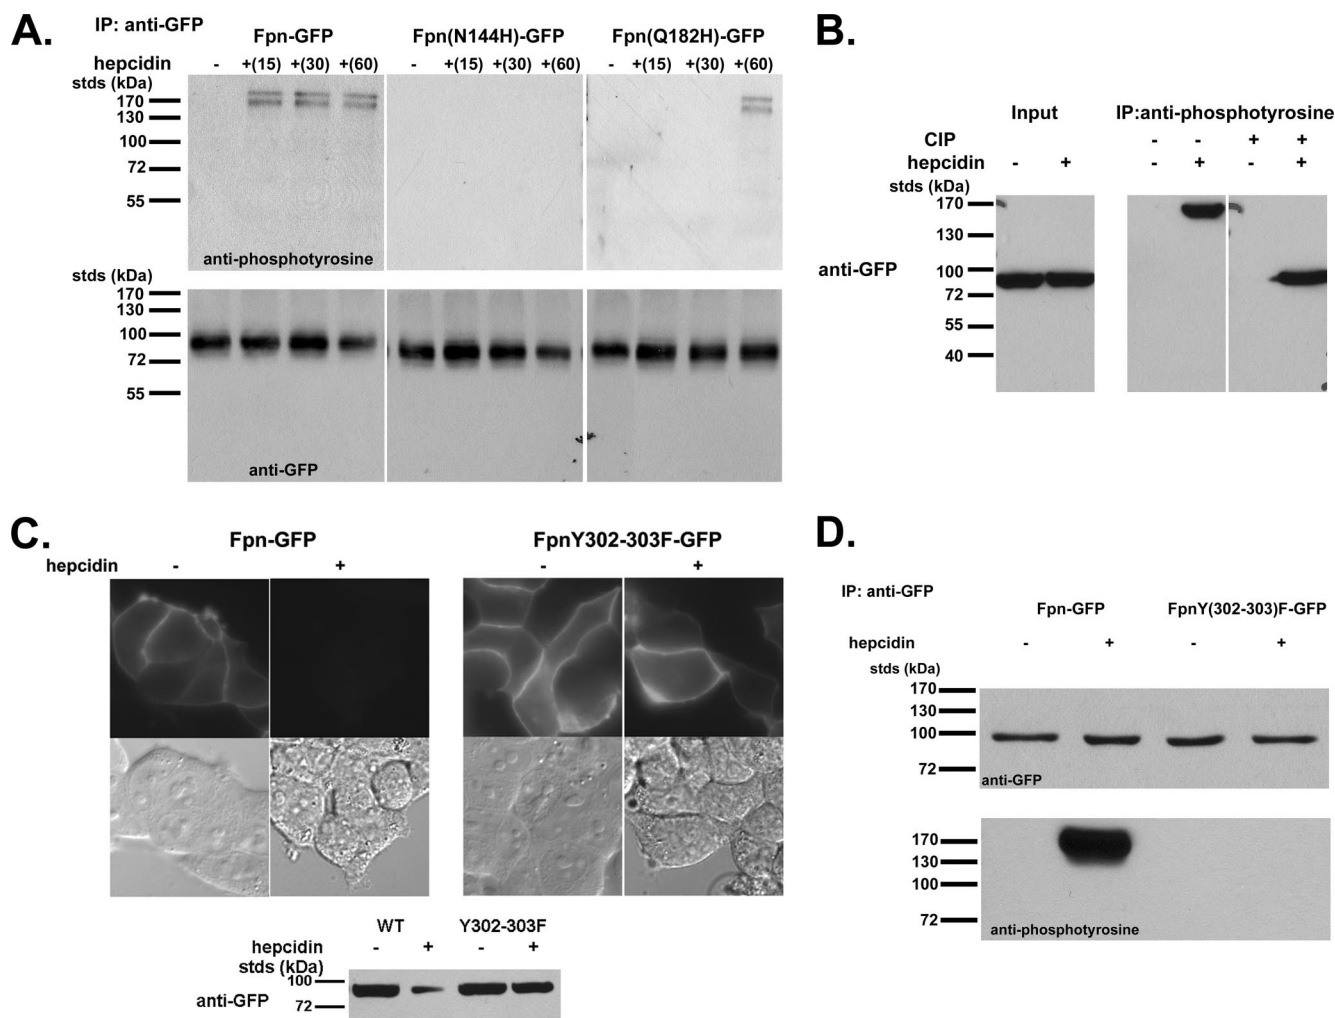 A.
IP: anti-GFP
Fpn-GFP Fpn(N144H)-GFP Fpn(Q182H)-GFP
hepcidin - +(15) +(30) +(60) - +(15) +(30) +(60) - +(15) +(30) +(60)
stds (kDa)
170
130
100
72
55
anti-phosphotyrosine
stds (kDa)
170
130
100
72
55
anti-GFP
B.
Input IP:anti-phosphotyrosine
CIP - - + +
hepcidin - + - + - +
stds (kDa)
170
130
anti-GFP
100
72
55
40
C.
Fpn-GFP FpnY302-303F-GFP
hepcidin - + - +
WT Y302-303F
hepcidin - + - +
stds (kDa)
100
anti-GFP
72
D.
IP: anti-GFP
Fpn-GFP FpnY(302-303)F-GFP
hepcidin - + - +
stds (kDa)
170
130
100
72
anti-GFP
170
130
100
72
anti-phosphotyrosine